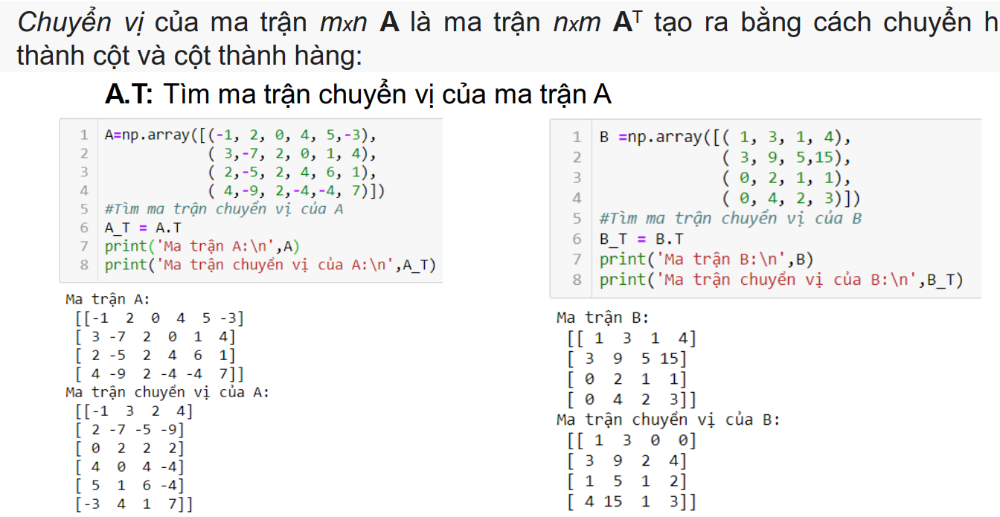 Chuyển vị của ma trận mxn A là ma trận nxm Aᵀ tạo ra bằng cách chuyển h
thành cột và cột thành hàng:
A.T: Tìm ma trận chuyển vị của ma trận A
1 A=np.array([(-1, 2, 0, 4, 5,-3),
2 ( 3,-7, 2, 0, 1, 4),
3 ( 2,-5, 2, 4, 6, 1),
4 ( 4,-9, 2,-4,-4, 7)])
5 #Tìm ma trận chuyển vị của A
6 A_T = A.T
7 print('Ma trận A:\n',A)
8 print('Ma trận chuyển vị của A:\n',A_T)
Ma trận A:
[[-1 2 0 4 5 -3]
[ 3 -7 2 0 1 4]
[ 2 -5 2 4 6 1]
[ 4 -9 2 -4 -4 7]]
Ma trận chuyển vị của A:
[[-1 3 2 4]
[ 2 -7 -5 -9]
[ 0 2 2 2]
[ 4 0 4 -4]
[ 5 1 6 -4]
[-3 4 1 7]]
1 B =np.array([( 1, 3, 1, 4),
2 ( 3, 9, 5,15),
3 ( 0, 2, 1, 1),
4 ( 0, 4, 2, 3)])
5 #Tìm ma trận chuyển vị của B
6 B_T = B.T
7 print('Ma trận B:\n',B)
8 print('Ma trận chuyển vị của B:\n',B_T)
Ma trận B:
[[ 1 3 1 4]
[ 3 9 5 15]
[ 0 2 1 1]
[ 0 4 2 3]]
Ma trận chuyển vị của B:
[[ 1 3 0 0]
[ 3 9 2 4]
[ 1 5 1 2]
[ 4 15 1 3]]